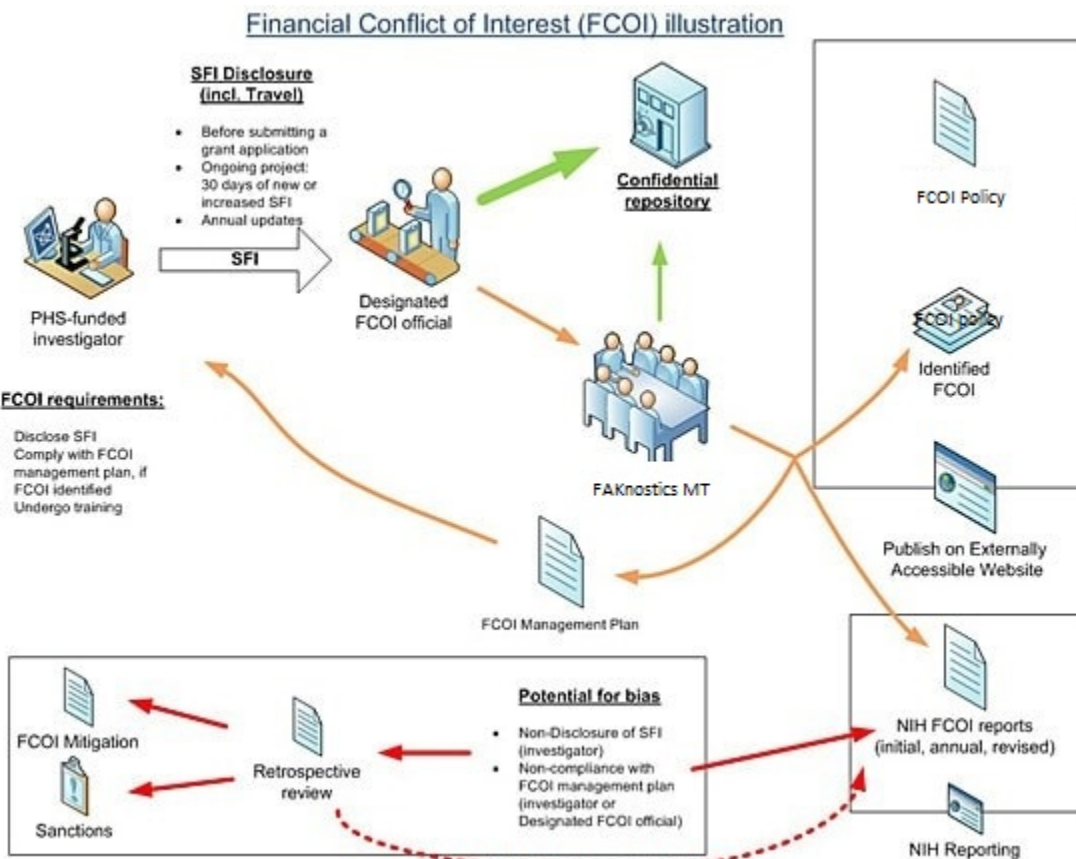 Financial Conflict of Interest (FCOI) illustration
SFI Disclosure
(incl. Travel)
• Before submitting a
grant application
• Ongoing project:
30 days of new or
increased SFI
• Annual updates
SFI
PHS-funded
investigator
Designated
FCOI official
Confidential
repository
FCOI Policy
FCOI policy
Identified
FCOI
FCOI requirements:
Disclose SFI
Comply with FCOI
management plan, if
FCOI identified
Undergo training
FAKnostics MT
Publish on Externally
Accessible Website
FCOI Management Plan
Potential for bias
• Non-Disclosure of SFI
(investigator)
• Non-compliance with
FCOI management plan
(investigator or
Designated FCOI official)
FCOI Mitigation
Retrospective
review
Sanctions
NIH FCOI reports
(initial, annual, revised)
NIH Reporting